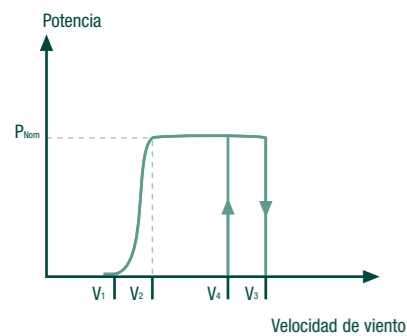 Potencia
PNom
V1 V2 V4 V3
Velocidad de viento